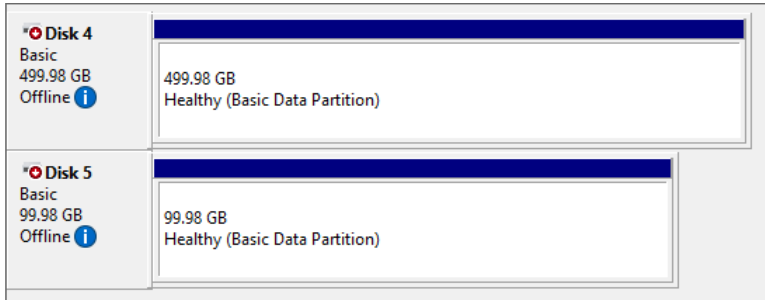 Disk 4
Basic
499.98 GB
Offline
499.98 GB
Healthy (Basic Data Partition)
Disk 5
Basic
99.98 GB
Offline
99.98 GB
Healthy (Basic Data Partition)